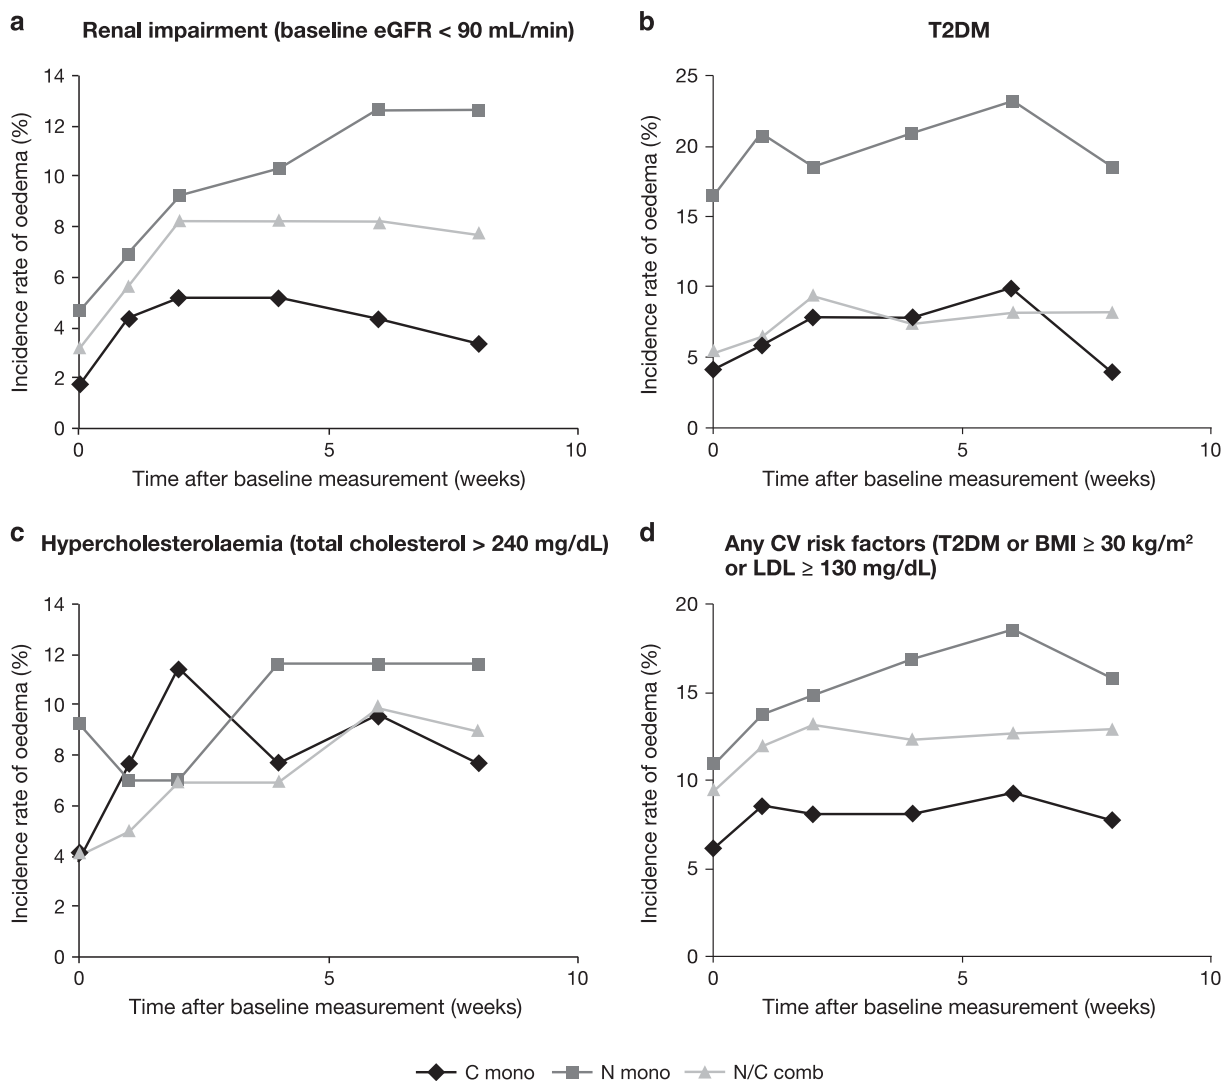 a
Renal impairment (baseline eGFR < 90 mL/min)
14
12
10
8
6
4
2
0
Incidence rate of oedema (%)
0
5
10
Time after baseline measurement (weeks)
b
T2DM
25
20
15
10
5
0
Incidence rate of oedema (%)
0
5
10
Time after baseline measurement (weeks)
c
Hypercholesterolaemia (total cholesterol > 240 mg/dL)
14
12
10
8
6
4
2
0
Incidence rate of oedema (%)
0
5
10
Time after baseline measurement (weeks)
d
Any CV risk factors (T2DM or BMI ≥ 30 kg/m²
or LDL ≥ 130 mg/dL)
20
15
10
5
0
Incidence rate of oedema (%)
0
5
10
Time after baseline measurement (weeks)
C mono N mono N/C comb